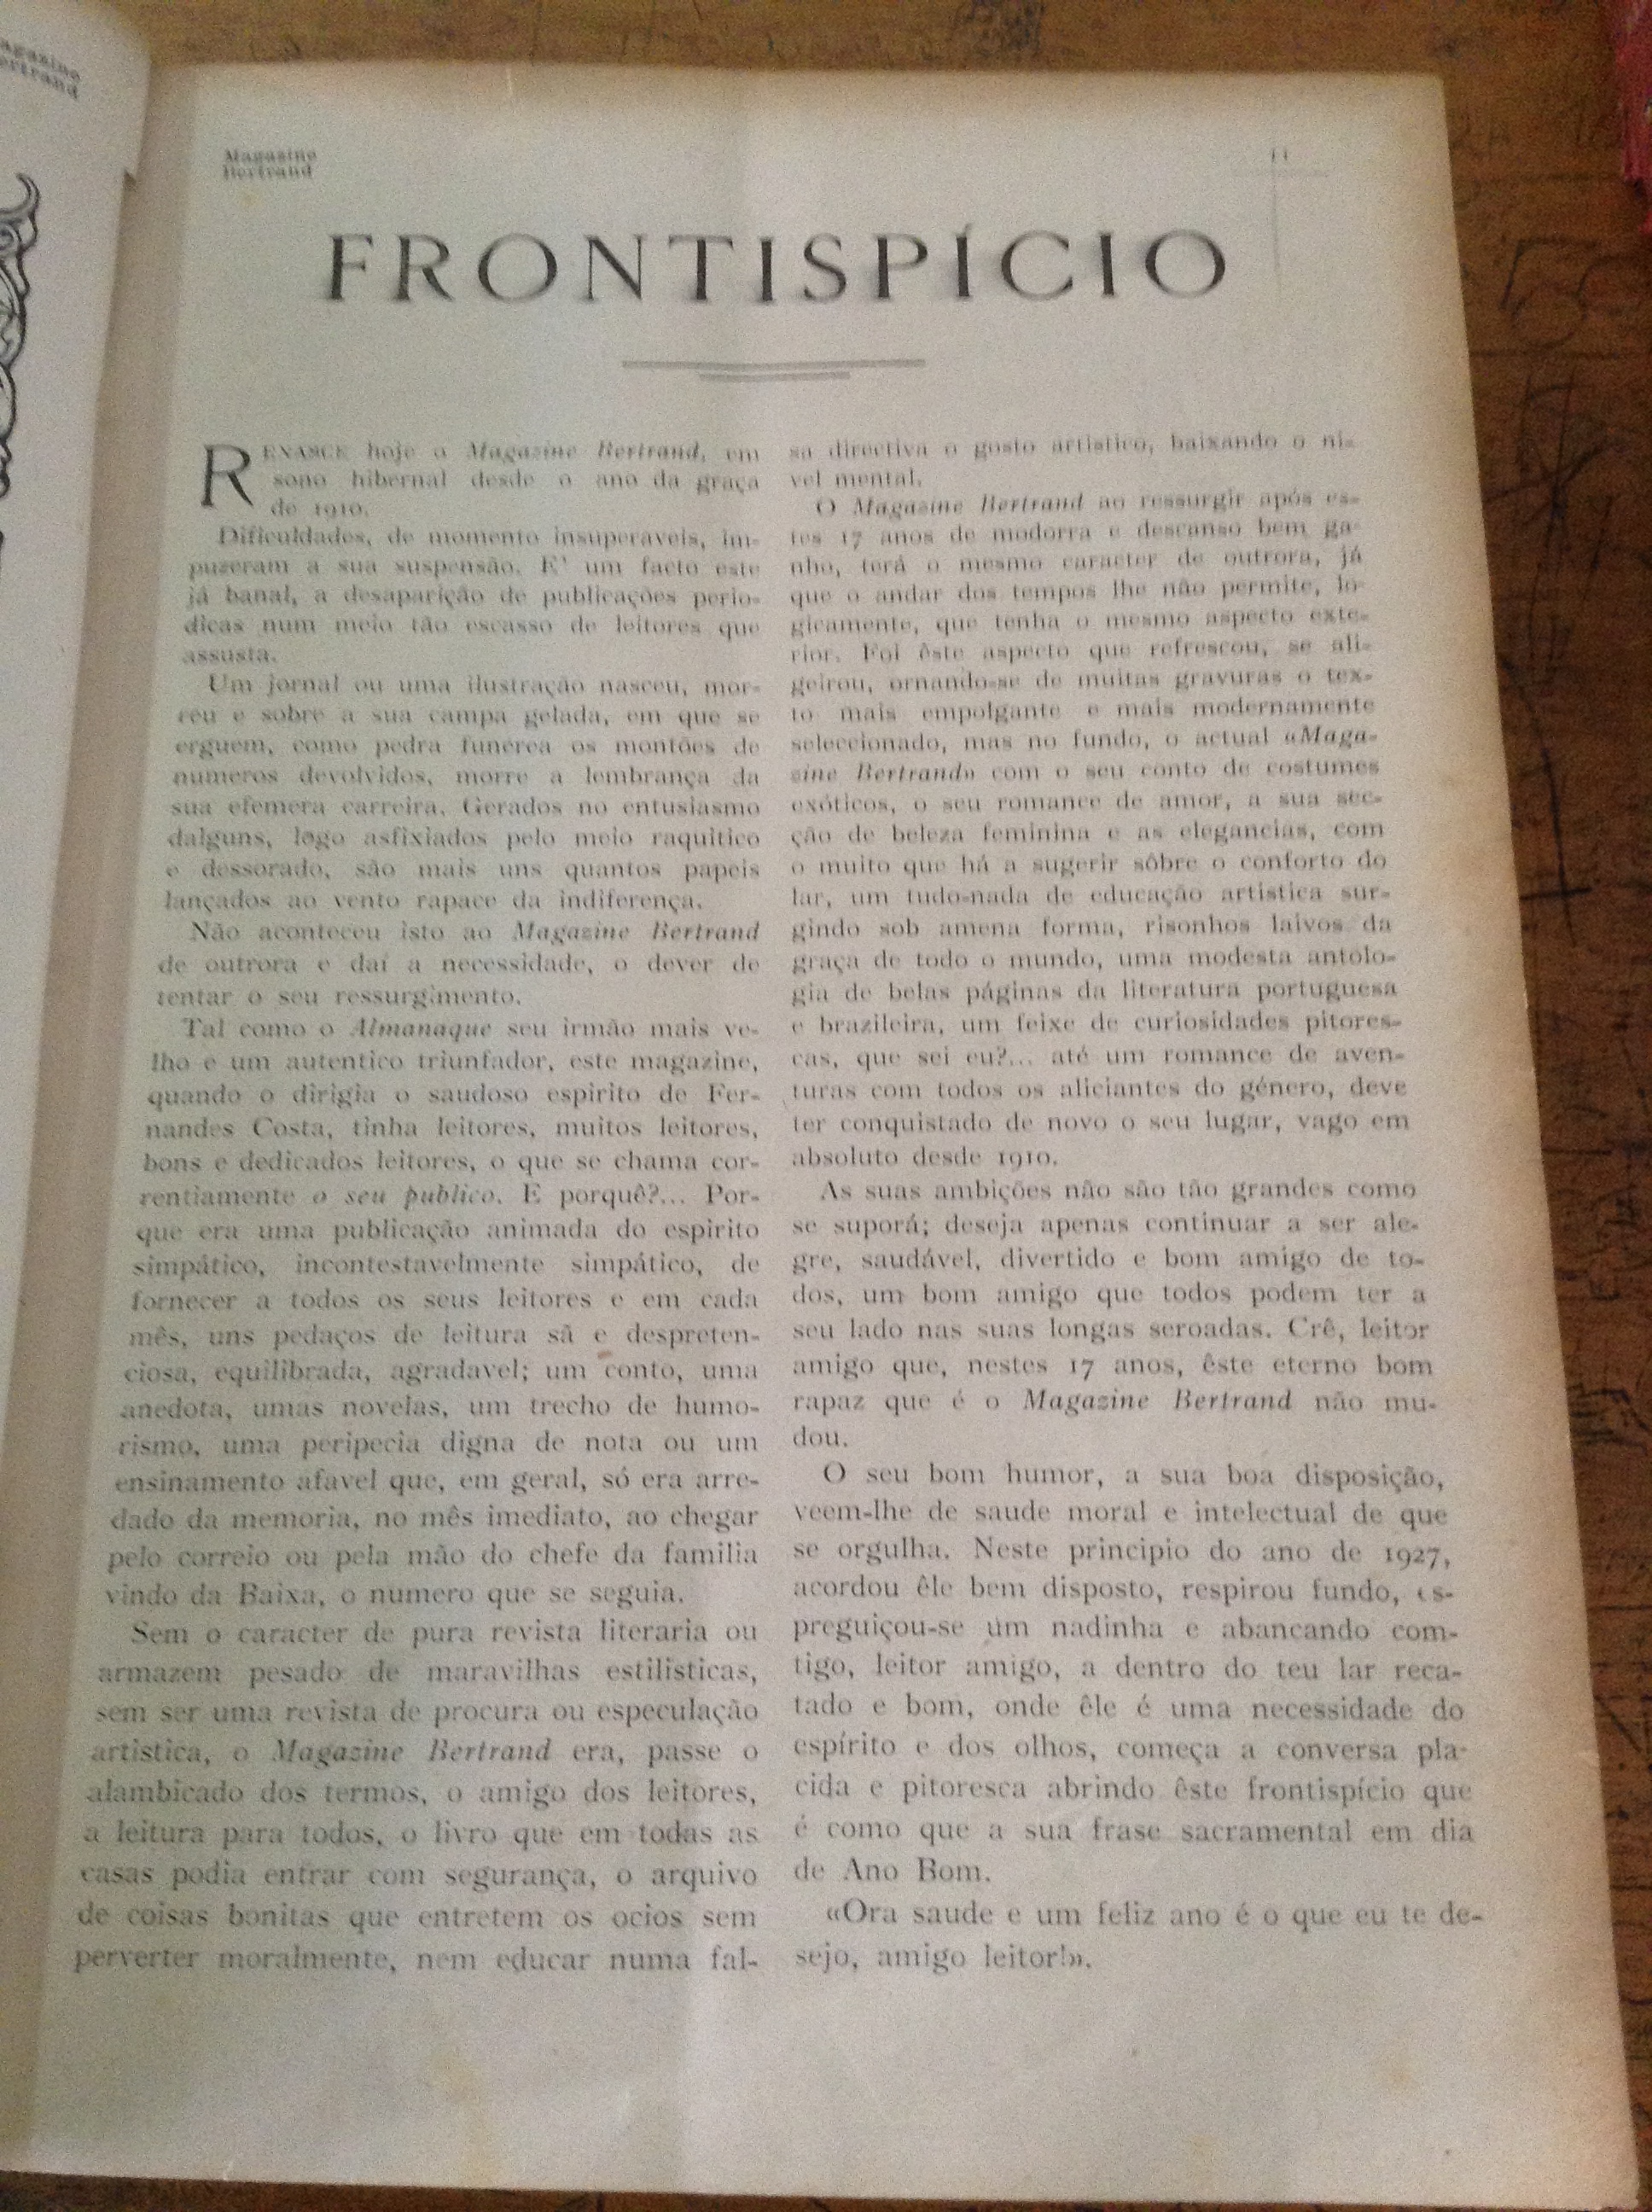 Magazine
Bertrand
11
FRONTISPÍCIO
RENASCE hoje o Magazine Bertrand, em
sono hibernal desde o ano da graça
de 1910.
Dificuldades, de momento insuperaveis, im-
puzeram a sua suspensão. E' um facto este
já banal, a desaparição de publicações perio-
dicas num meio tão escasso de leitores que
assusta.
Um jornal ou uma ilustração nasceu, mor-
reu e sobre a sua campa gelada, em que se
erguem, como pedra funerea os montões de
numeros devolvidos, morre a lembrança da
sua efemera carreira. Gerados no entusiasmo
dalguns, logo asfixiados pelo meio raquitico
e dessorado, são mais uns quantos papeis
lançados ao vento rapace da indiferença.
Não aconteceu isto ao Magazine Bertrand
de outrora e daí a necessidade, o dever de
tentar o seu ressurgimento.
Tal como o Almanaque seu irmão mais ve-
lho e um autentico triunfador, este magazine,
quando o dirigia o saudoso espirito de Fer-
nandes Costa, tinha leitores, muitos leitores,
bons e dedicados leitores, o que se chama cor-
rentiamente o seu publico. E porquê?... Por-
que era uma publicação animada do espirito
simpático, incontestavelmente simpático, de
fornecer a todos os seus leitores e em cada
mês, uns pedaços de leitura sã e despreten-
ciosa, equilibrada, agradavel; um conto, uma
anedota, umas novelas, um trecho de humo-
rismo, uma peripecia digna de nota ou um
ensinamento afavel que, em geral, só era arre-
dado da memoria, no mês imediato, ao chegar
pelo correio ou pela mão do chefe da familia
vindo da Baixa, o numero que se seguia.
Sem o caracter de pura revista literaria ou
armazem pesado de maravilhas estilisticas,
sem ser uma revista de procura ou especulação
artistica, o Magazine Bertrand era, passe o
alambicado dos termos, o amigo dos leitores,
a leitura para todos, o livro que em todas as
casas podia entrar com segurança, o arquivo
de coisas bonitas que entretem os ocios sem
perverter moralmente, nem educar numa fal-
sa directiva o gosto artistico, baixando o ni-
vel mental.
O Magazine Bertrand ao ressurgir após es-
tes 17 anos de modorra e descanso bem ga-
nho, terá o mesmo caracter de outrora, já
que o andar dos tempos lhe não permite, lo-
gicamente, que tenha o mesmo aspecto exte-
rior. Foi êste aspecto que refrescou, se ali-
geirou, ornando-se de muitas gravuras o tex-
to mais empolgante e mais modernamente
seleccionado, mas no fundo, o actual «Maga-
zine Bertrand» com o seu conto de costumes
exóticos, o seu romance de amor, a sua sec-
ção de beleza feminina e as elegancias, com
o muito que há a sugerir sôbre o conforto do
lar, um tudo-nada de educação artistica sur-
gindo sob amena forma, risonhos laivos da
graça de todo o mundo, uma modesta antolo-
gia de belas páginas da literatura portuguesa
e brazileira, um feixe de curiosidades pitores-
cas, que sei eu?... até um romance de aven-
turas com todos os aliciantes do género, deve
ter conquistado de novo o seu lugar, vago em
absoluto desde 1910.
As suas ambições não são tão grandes como
se suporá; deseja apenas continuar a ser ale-
gre, saudável, divertido e bom amigo de to-
dos, um bom amigo que todos podem ter a
seu lado nas suas longas seroadas. Crê, leitor
amigo que, nestes 17 anos, êste eterno bom
rapaz que é o Magazine Bertrand não mu-
dou.
O seu bom humor, a sua boa disposição,
veem-lhe de saude moral e intelectual de que
se orgulha. Neste principio do ano de 1927,
acordou êle bem disposto, respirou fundo, es-
preguiçou-se um nadinha e abancando com-
tigo, leitor amigo, a dentro do teu lar reca-
tado e bom, onde êle é uma necessidade do
espírito e dos olhos, começa a conversa pla-
cida e pitoresca abrindo êste frontispício que
é como que a sua frase sacramental em dia
de Ano Bom.
«Ora saude e um feliz ano é o que eu te de-
sejo, amigo leitor!».